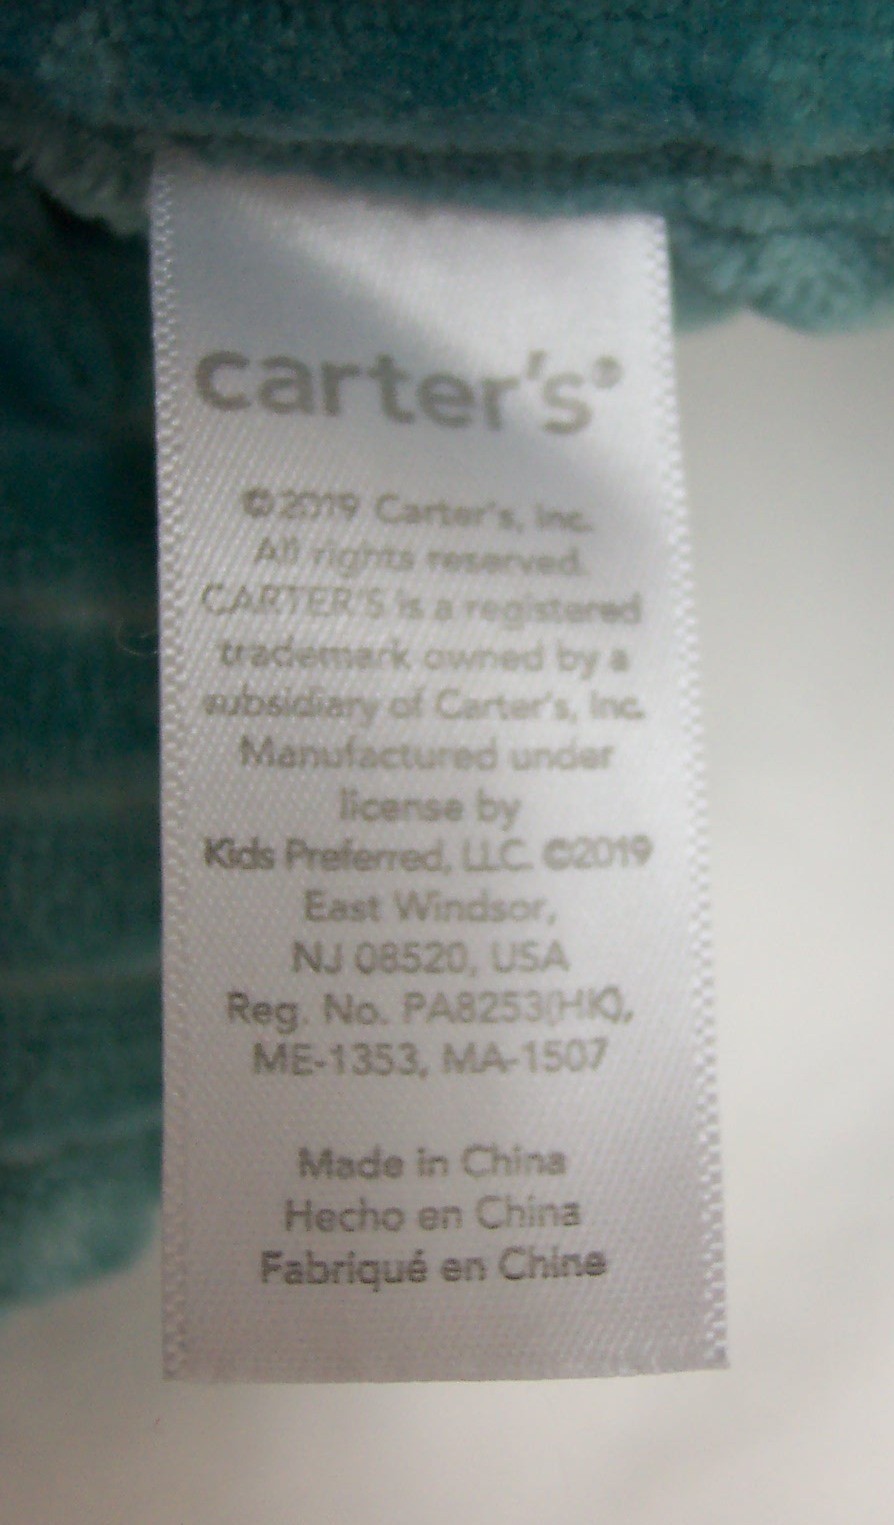 carter's®
©2019 Carter's, Inc.
All rights reserved.
CARTER'S is a registered
trademark owned by a
subsidiary of Carter's, Inc.
Manufactured under
license by
Kids Preferred, LLC. ©2019
East Windsor,
NJ 08520, USA
Reg. No. PA8253(HK),
ME-1353, MA-1507
Made in China
Hecho en China
Fabriqué en Chine